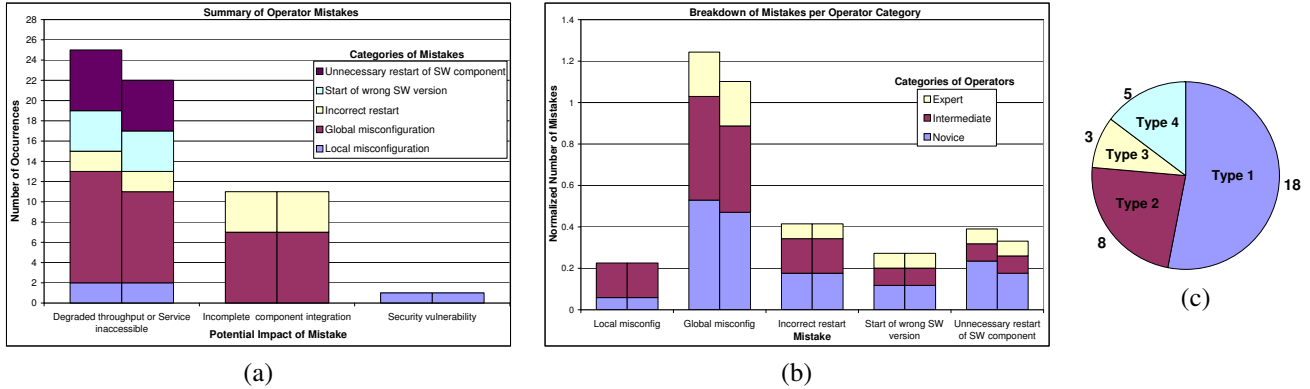 Summary of Operator Mistakes
28
26
24
22
20
18
16
14
12
10
8
6
4
2
0
Number of Occurrences
Categories of Mistakes
Unnecessary restart of SW component
Start of wrong SW version
Incorrect restart
Global misconfiguration
Local misconfiguration
Degraded throughput or Service
inaccessible
Incomplete component integration
Security vulnerability
Potential Impact of Mistake
(a)
Breakdown of Mistakes per Operator Category
1.4
1.2
1
0.8
0.6
0.4
0.2
0
Normalized Number of Mistakes
Categories of Operators
Expert
Intermediate
Novice
Local misconfig
Global misconfig
Incorrect restart
Start of wrong SW
version
Unnecessary restart
of SW component
Mistake
(b)
5
Type 4
3
Type 3
Type 1
18
Type 2
8
(c)